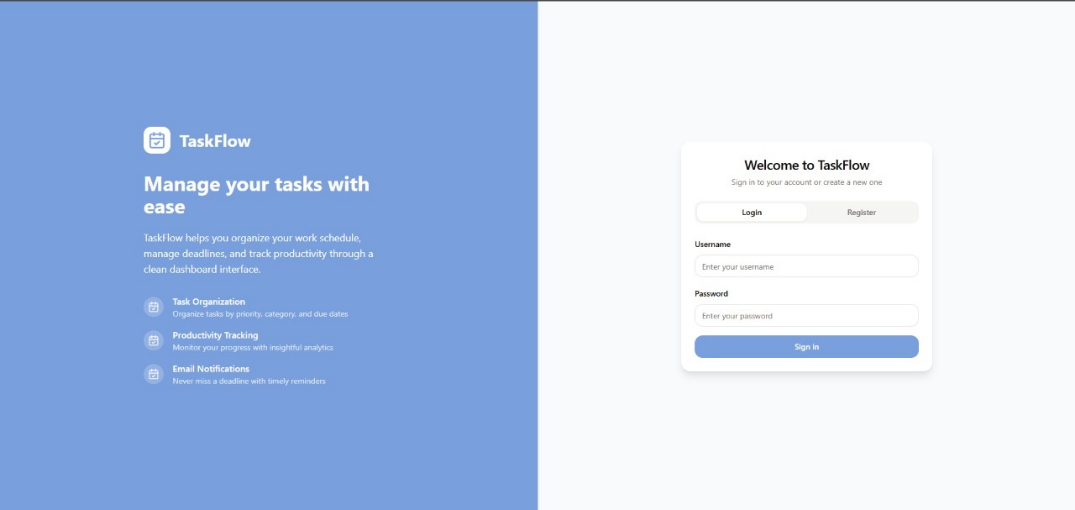 TaskFlow
Manage your tasks with
ease
TaskFlow helps you organize your work schedule,
manage deadlines, and track productivity through a
clean dashboard interface.
Task Organization
Organize tasks by priority, category, and due dates
Productivity Tracking
Monitor your progress with insightful analytics
Email Notifications
Never miss a deadline with timely reminders
Welcome to TaskFlow
Sign in to your account or create a new one
Login Register
Username
Enter your username
Password
Enter your password
Sign in